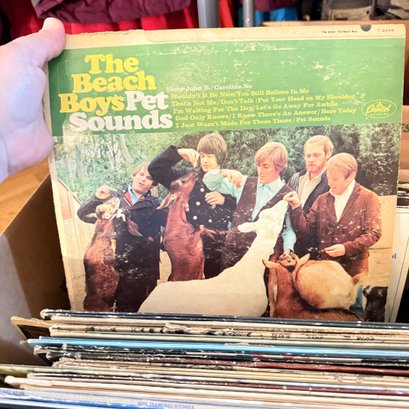 The
Beach
Boys Pet
Sounds
Sloop John B / Caroline No
Wouldn't It Be Nice / You Still Believe In Me
That's Not Me / Don't Talk (Put Your Head on My Shoulder)
I'm Waiting For The Day / Let's Go Away For Awhile
God Only Knows / I Know There's An Answer / Here Today
I Just Wasn't Made For These Times / Pet Sounds
Capitol